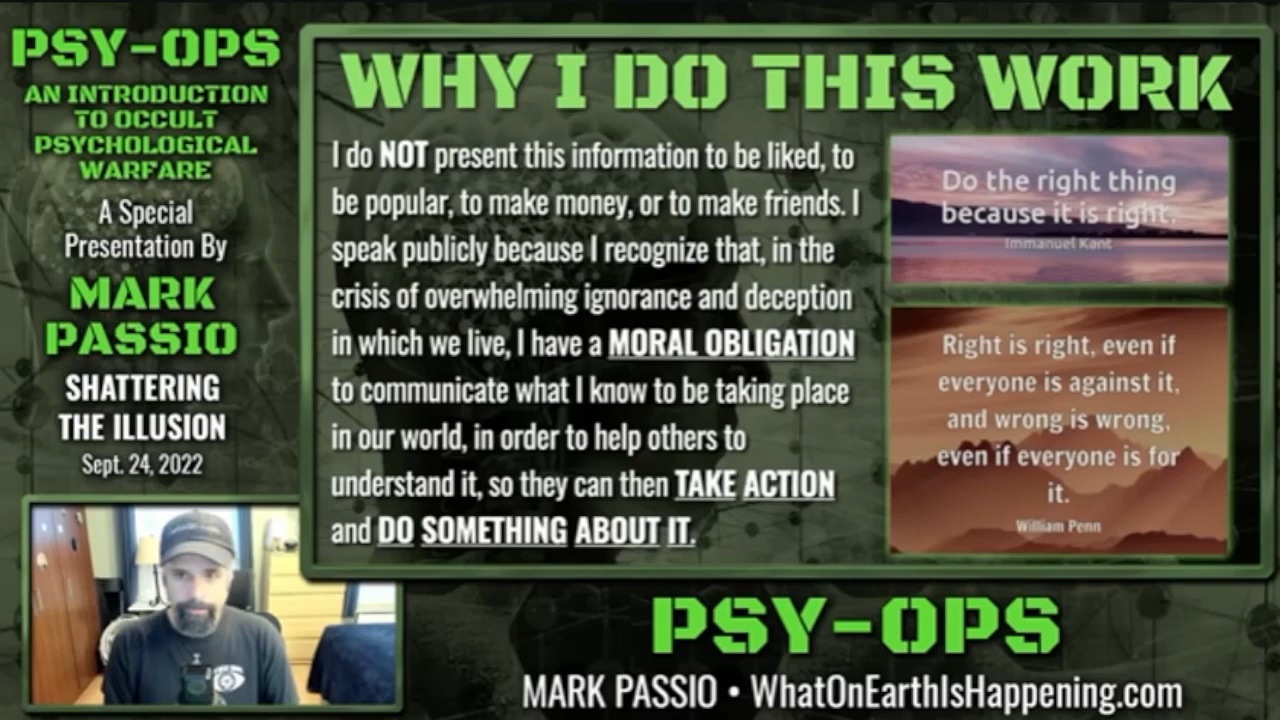 PSY-OPS
AN INTRODUCTION
TO OCCULT
PSYCHOLOGICAL
WARFARE
A Special
Presentation By
MARK
PASSIO
SHATTERING
THE ILLUSION
Sept. 24, 2022
WHY I DO THIS WORK
I do NOT present this information to be liked, to
be popular, to make money, or to make friends. I
speak publicly because I recognize that, in the
crisis of overwhelming ignorance and deception
in which we live, I have a MORAL OBLIGATION
to communicate what I know to be taking place
in our world, in order to help others to
understand it, so they can then TAKE ACTION
and DO SOMETHING ABOUT IT.
Do the right thing
because it is right.
Immanuel Kant
Right is right, even if
everyone is against it,
and wrong is wrong,
even if everyone is for
it.
William Penn
PSY-OPS
MARK PASSIO • WhatOnEarthIsHappening.com